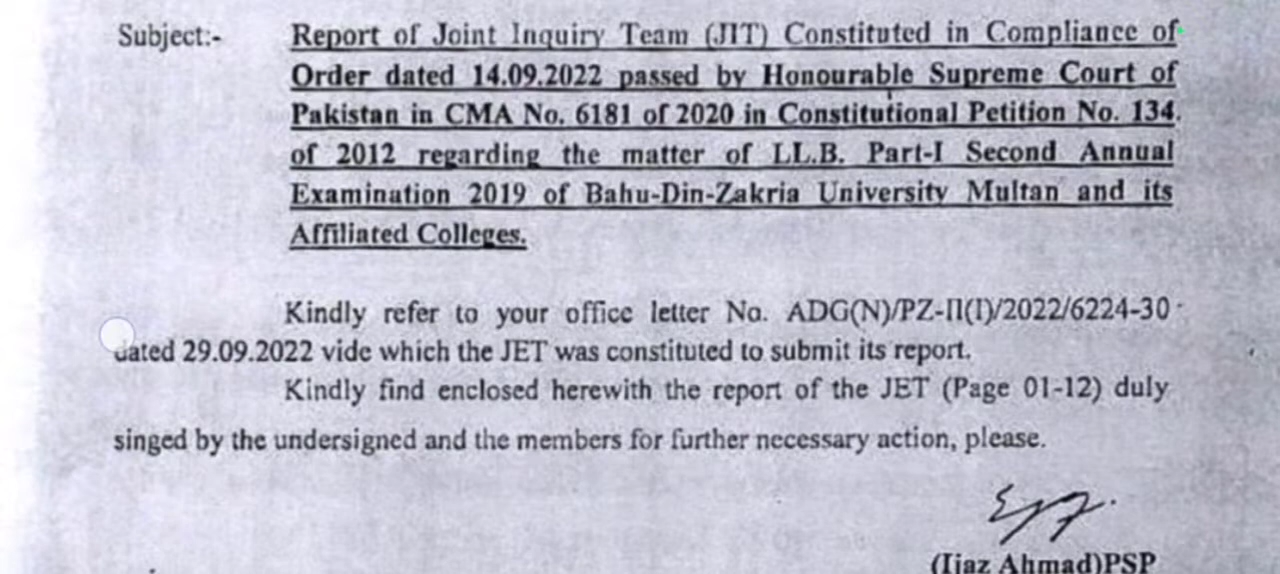 Subject:- Report of Joint Inquiry Team (JIT) Constituted in Compliance of
Order dated 14.09.2022 passed by Honourable Supreme Court of
Pakistan in CMA No. 6181 of 2020 in Constitutional Petition No. 134
of 2012 regarding the matter of LL.B. Part-I Second Annual
Examination 2019 of Bahu-Din-Zakria University Multan and its
Affiliated Colleges.
Kindly refer to your office letter No. ADG(N)/PZ-II(I)/2022/6224-30
dated 29.09.2022 vide which the JET was constituted to submit its report.
Kindly find enclosed herewith the report of the JET (Page 01-12) duly
singed by the undersigned and the members for further necessary action, please.
(Ijaz Ahmad)PSP